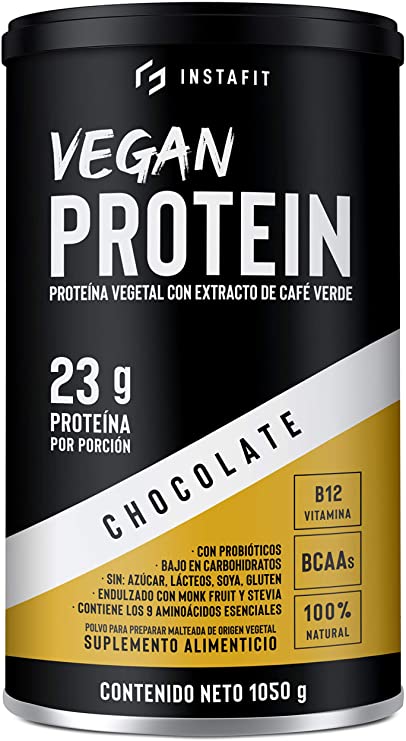 INSTAFIT
VEGAN
PROTEIN
PROTEÍNA VEGETAL CON EXTRACTO DE CAFÉ VERDE
23 g
PROTEÍNA
POR PORCIÓN
CHOCOLATE
· CON PROBIÓTICOS
· BAJO EN CARBOHIDRATOS
· SIN: AZÚCAR, LÁCTEOS, SOYA, GLUTEN
· ENDULZADO CON MONK FRUIT Y STEVIA
· CONTIENE LOS 9 AMINOÁCIDOS ESENCIALES
POLVO PARA PREPARAR MALTEADA DE ORIGEN VEGETAL
SUPLEMENTO ALIMENTICIO
B12
VITAMINA
BCAAs
100%
NATURAL
CONTENIDO NETO 1050 g